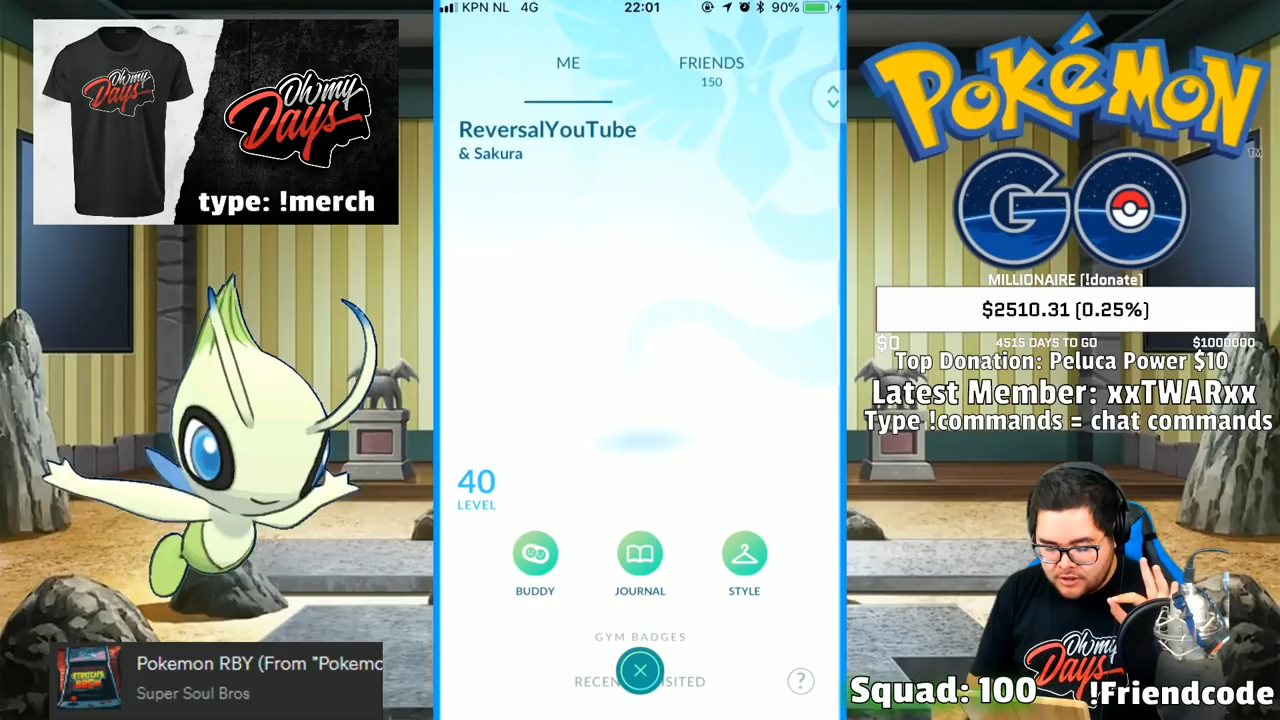 Oh my
Days
Oh my
Days
type: !merch
KPN NL 4G
22:01
90%
ME
FRIENDS
150
ReversalYouTube
& Sakura
40
LEVEL
BUDDY
JOURNAL
STYLE
GYM BADGES
POKÉMON
GO
TM
MILLIONAIRE (!donate)
$2510.31 (0.25%)
$0
4515 DAYS TO GO
$1000000
Top Donation: Peluca Power $10
Latest Member: xxTWARxx
Type !commands = chat commands
Oh my
Days
Squad: 100
!Friendcode
Pokemon RBY (From "Pokemo
Super Soul Bros